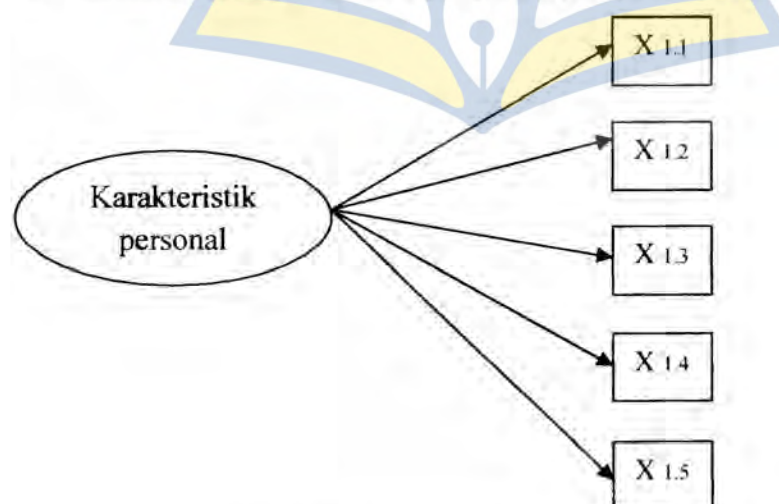 X 1.1
X 1.2
Karakteristik
personal
X 1.3
X 1.4
X 1.5